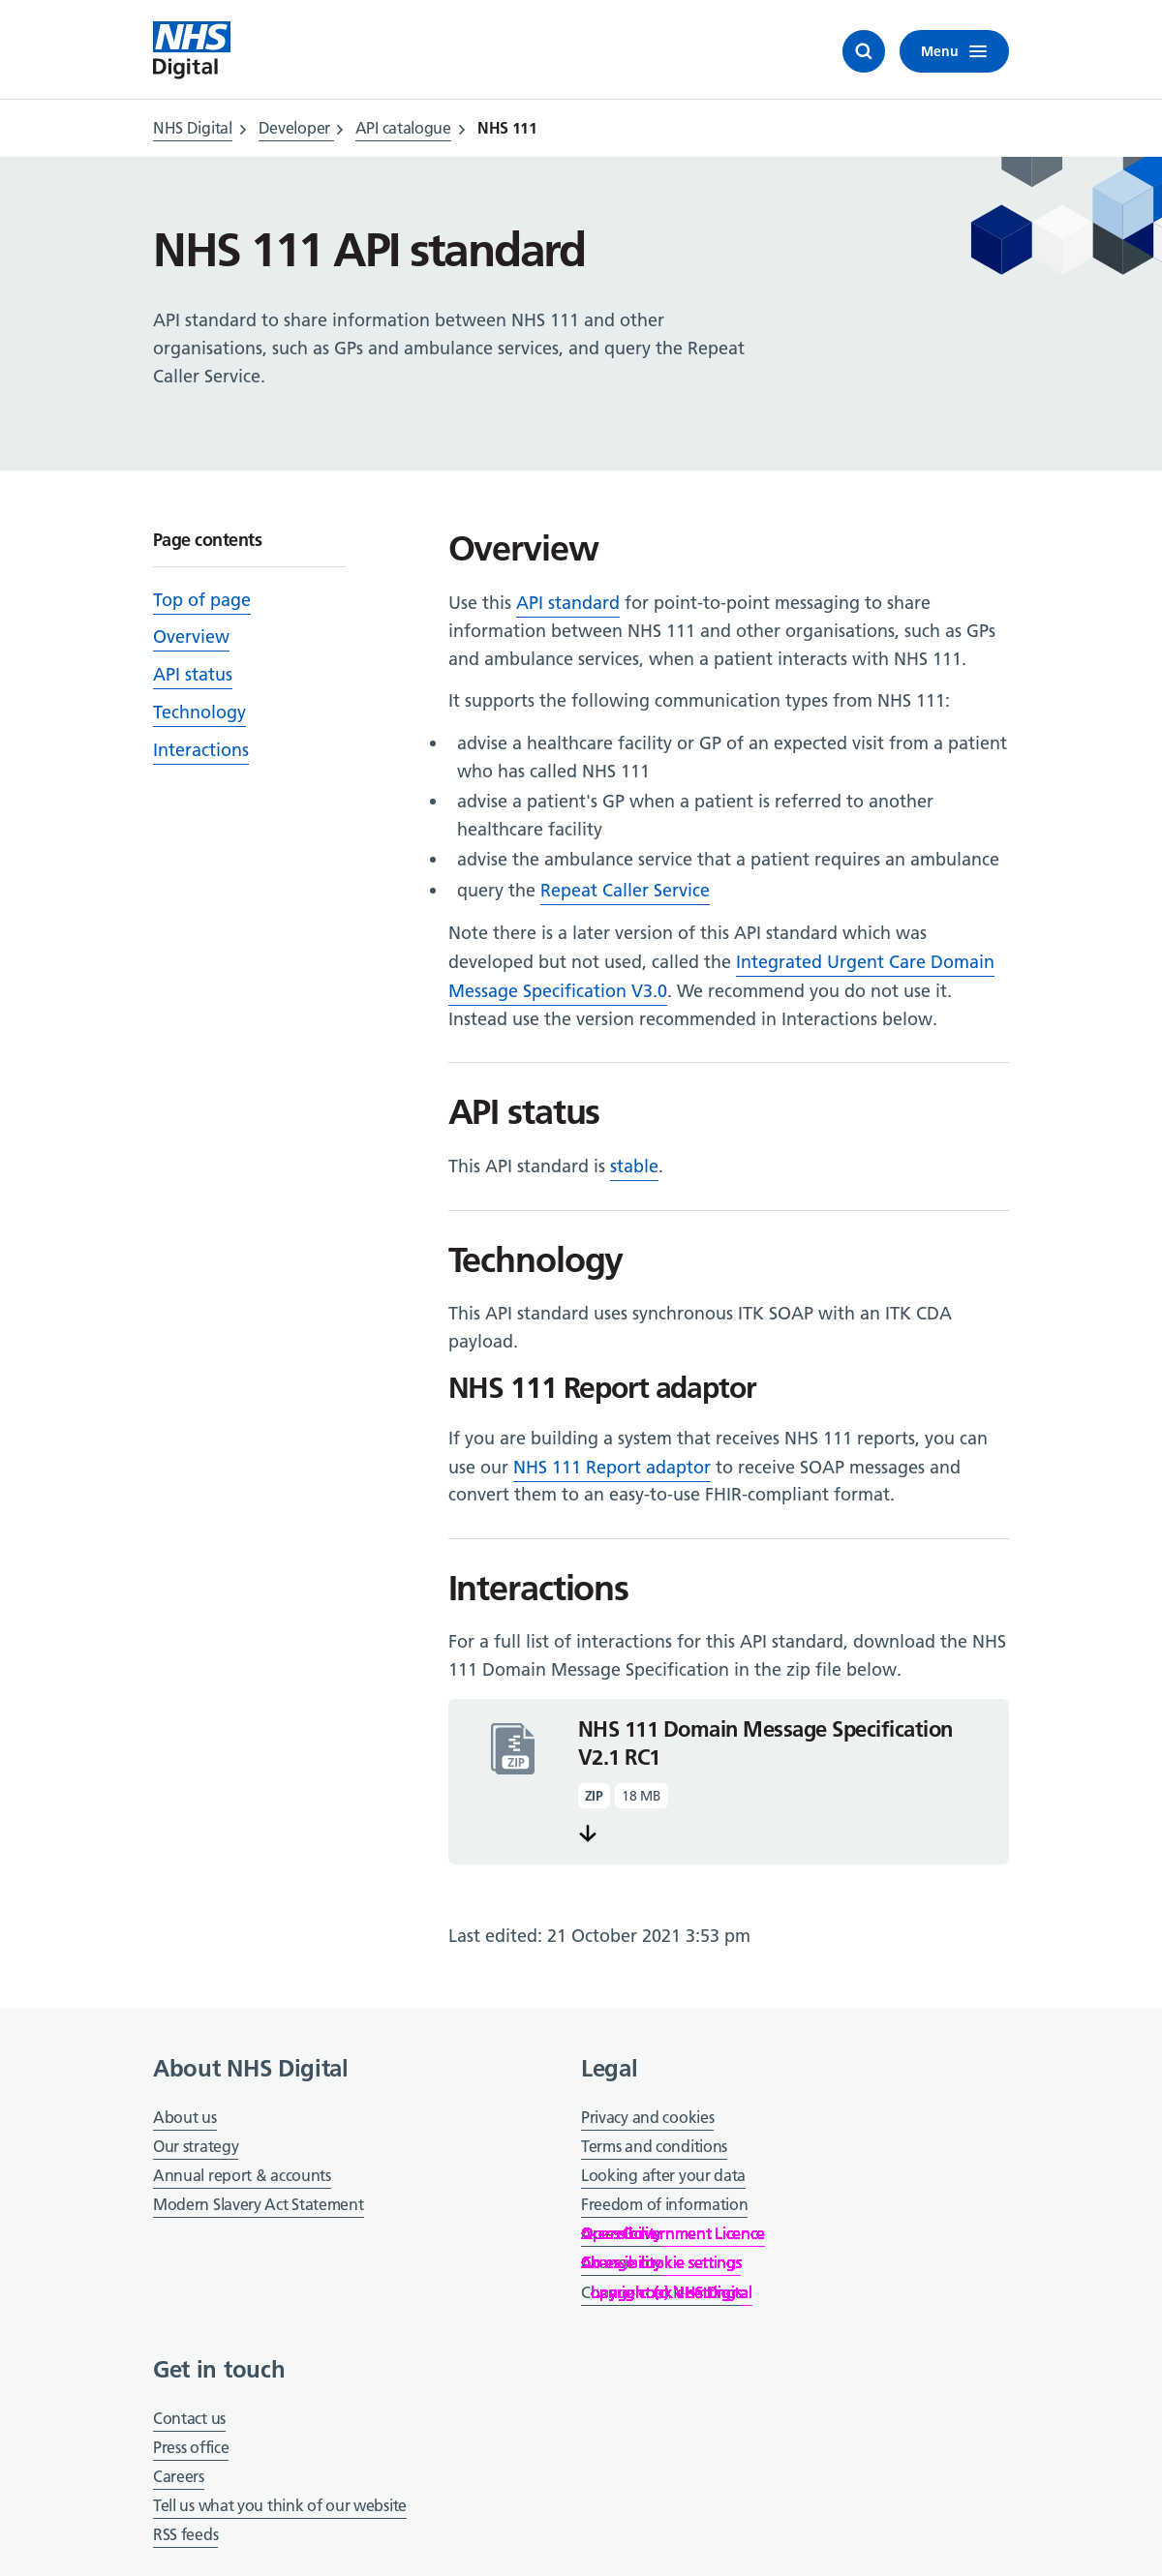 NHS
Digital
Menu
NHS Digital > Developer > API catalogue > NHS 111
NHS 111 API standard
API standard to share information between NHS 111 and other
organisations, such as GPs and ambulance services, and query the Repeat
Caller Service.
Page contents
Top of page
Overview
API status
Technology
Interactions
Overview
Use this API standard for point-to-point messaging to share
information between NHS 111 and other organisations, such as GPs
and ambulance services, when a patient interacts with NHS 111.
It supports the following communication types from NHS 111:
• advise a healthcare facility or GP of an expected visit from a patient
who has called NHS 111
• advise a patient's GP when a patient is referred to another
healthcare facility
• advise the ambulance service that a patient requires an ambulance
• query the Repeat Caller Service
Note there is a later version of this API standard which was
developed but not used, called the Integrated Urgent Care Domain
Message Specification V3.0. We recommend you do not use it.
Instead use the version recommended in Interactions below.
API status
This API standard is stable.
Technology
This API standard uses synchronous ITK SOAP with an ITK CDA
payload.
NHS 111 Report adaptor
If you are building a system that receives NHS 111 reports, you can
use our NHS 111 Report adaptor to receive SOAP messages and
convert them to an easy-to-use FHIR-compliant format.
Interactions
For a full list of interactions for this API standard, download the NHS
111 Domain Message Specification in the zip file below.
ZIP
NHS 111 Domain Message Specification
V2.1 RC1
ZIP 18 MB
Last edited: 21 October 2021 3:53 pm
About NHS Digital
About us
Our strategy
Annual report & accounts
Modern Slavery Act Statement
Legal
Privacy and cookies
Terms and conditions
Looking after your data
Freedom of information
Government Licence
cookie settings
NHS Digital
Get in touch
Contact us
Press office
Careers
Tell us what you think of our website
RSS feeds